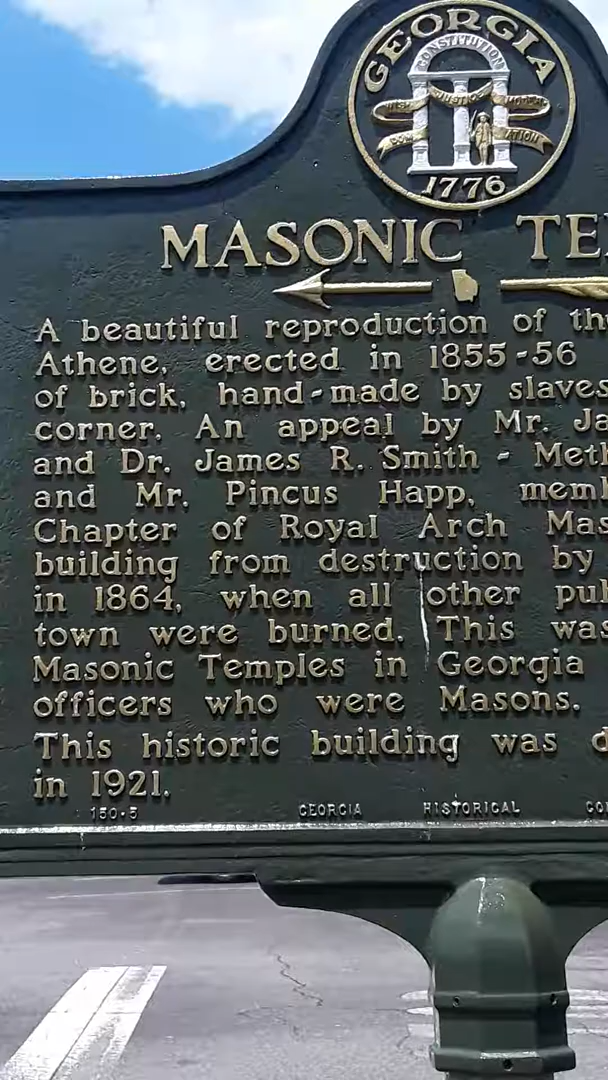 GEORGIA
CONSTITUTION
WISDOM JUSTICE MODERATION
1776
MASONIC TE
A beautiful reproduction of th
Athene, erected in 1855-56
of brick, hand-made by slaves
corner. An appeal by Mr. Ja
and Dr. James R. Smith - Meth
and Mr. Pincus Happ, mem
Chapter of Royal Arch Mas
building from destruction by
in 1864, when all other pu
town were burned. This was
Masonic Temples in Georgia
officers who were Masons.
This historic building was d
in 1921.
150-5 GEORGIA HISTORICAL CO